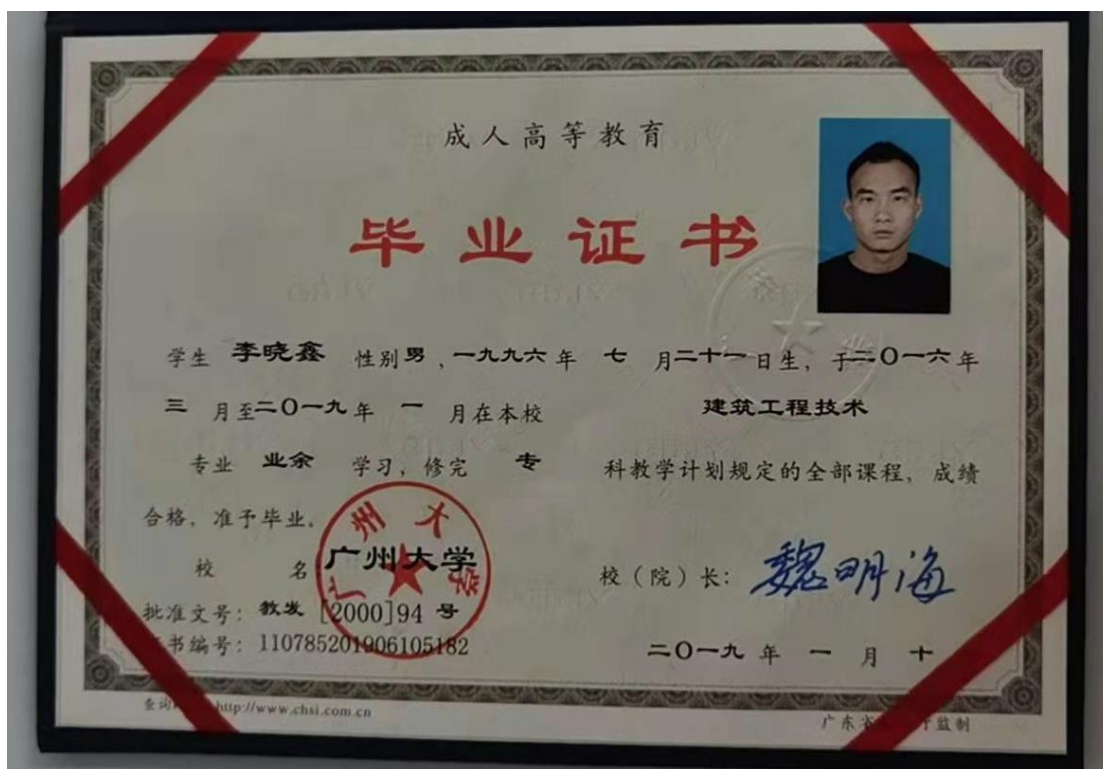 成人高等教育
毕业证书
学生 李晓鑫 性别男，一九九六年 七 月二十一日生，于二〇一六年
三 月至二〇一九年 一 月在本校 建筑工程技术
专业 业余 学习，修完 专 科教学计划规定的全部课程，成绩
合格，准予毕业。
广州大学
校 名：广州大学
校（院）长：魏明海
批准文号：教发 [2000]94 号
书编号：110785201906105182
二〇一九 年 一 月 十
查询 http://www.chsi.com.cn
广东省 厅监制